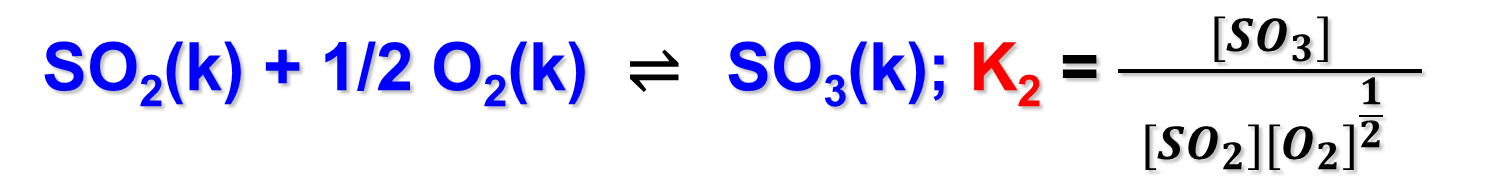 SO₂(k) + 1/2 O₂(k) ⇌ SO₃(k); K₂ = [SO₃] / [SO₂][O₂]^(1/2)